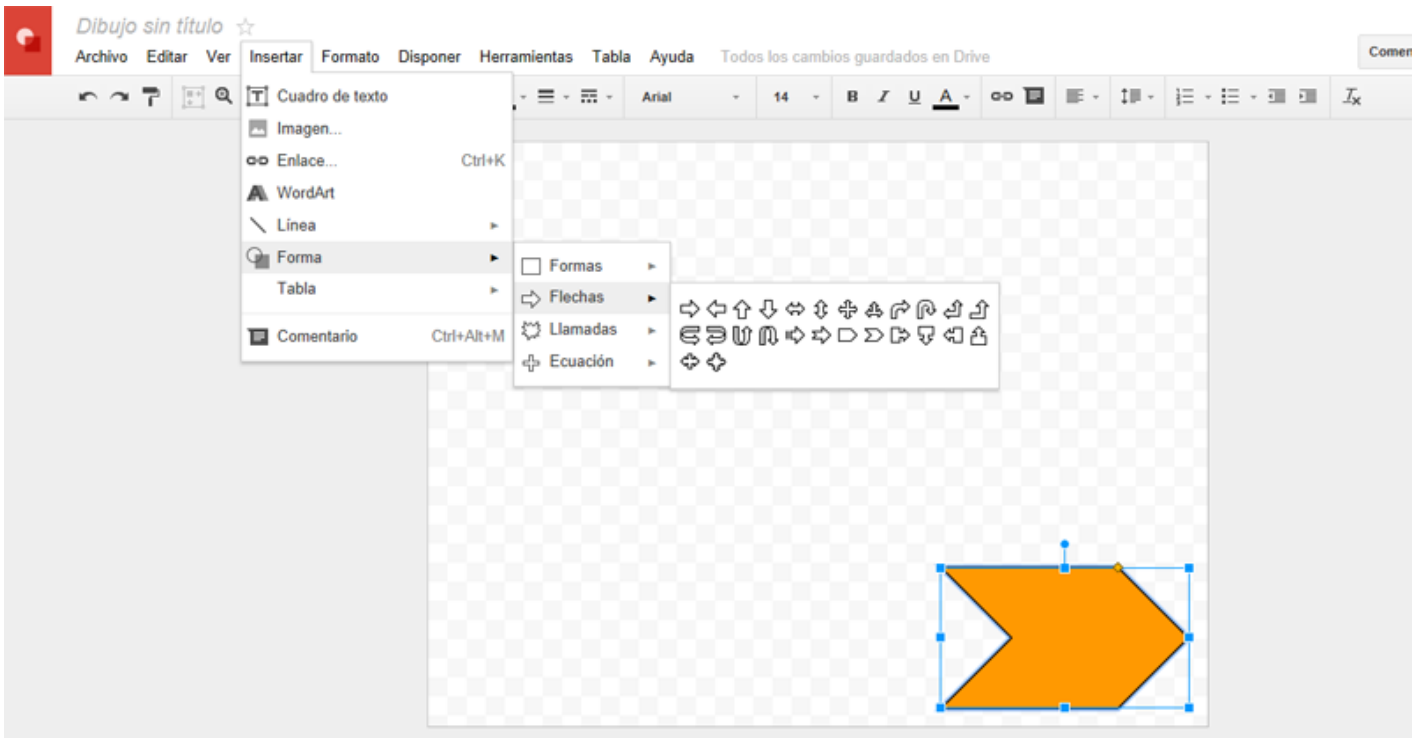 Dibujo sin título
Archivo Editar Ver Insertar Formato Disponer Herramientas Tabla Ayuda Todos los cambios guardados en Drive
Comen
Arial 14 B I U A
Cuadro de texto
Imagen...
Enlace... Ctrl+K
WordArt
Línea
Forma
Tabla
Comentario Ctrl+Alt+M
Formas
Flechas
Llamadas
Ecuación